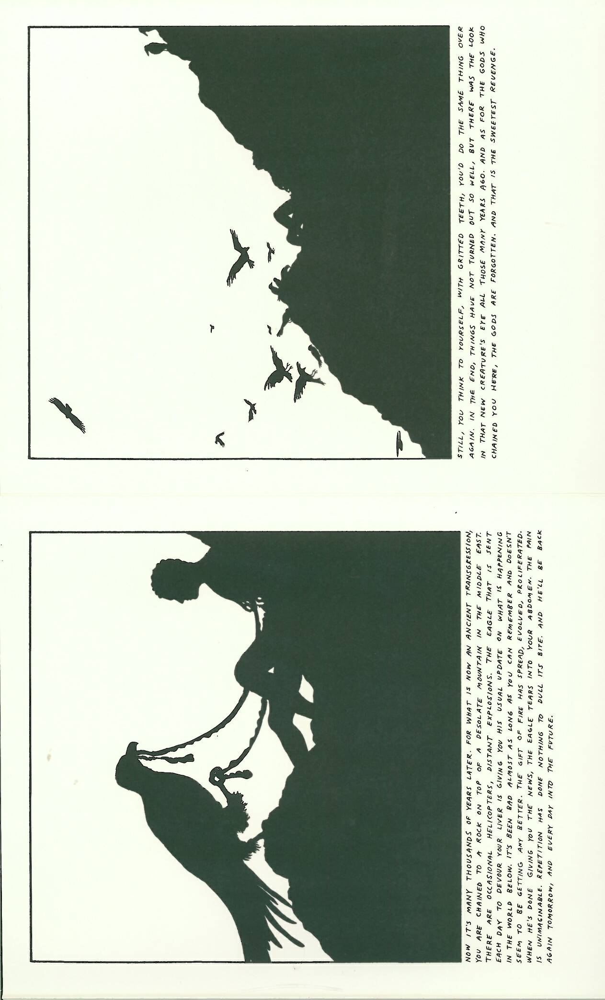 NOW IT'S MANY THOUSANDS OF YEARS LATER. FOR WHAT IS NOW AN ANCIENT TRANSGRESSION,
YOU ARE CHAINED TO A ROCK ON TOP OF A DESOLATE MOUNTAIN IN THE MIDDLE EAST.
THERE ARE OCCASIONAL HELICOPTERS, DISTANT EXPLOSIONS. THE EAGLE THAT IS SENT
EACH DAY TO DEVOUR YOUR LIVER IS GIVING YOU HIS USUAL UPDATE ON WHAT IS HAPPENING
IN THE WORLD BELOW. IT'S BEEN BAD ALMOST AS LONG AS YOU CAN REMEMBER AND DOESN'T
SEEM TO BE GETTING ANY BETTER. THE GIFT OF FIRE HAS SPREAD, EVOLVED, PROLIFERATED.
WHEN HE'S DONE GIVING YOU THE NEWS, THE EAGLE TEARS INTO YOUR ABDOMEN. THE PAIN
IS UNIMAGINABLE. REPETITION HAS DONE NOTHING TO DULL ITS BITE. AND HE'LL BE BACK
AGAIN TOMORROW, AND EVERY DAY INTO THE FUTURE.
STILL, YOU THINK TO YOURSELF, WITH GRITTED TEETH, YOU'D DO THE SAME THING OVER
AGAIN. IN THE END, THINGS HAVE NOT TURNED OUT SO WELL, BUT THERE WAS THE LOOK
IN THAT NEW CREATURE'S EYE ALL THOSE MANY YEARS AGO. AND AS FOR THE GODS WHO
CHAINED YOU HERE, THE GODS ARE FORGOTTEN. AND THAT IS THE SWEETEST REVENGE.